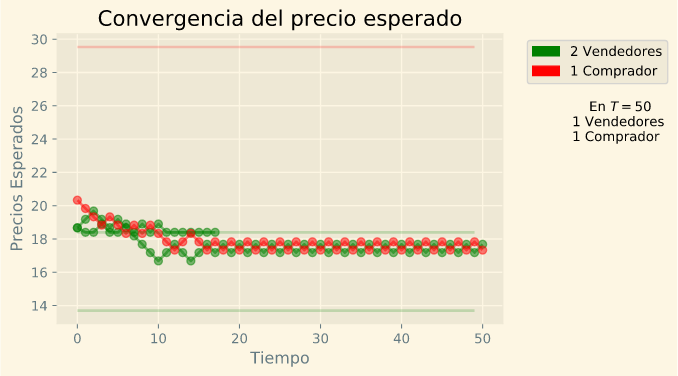 Convergencia del precio esperado
Precios Esperados
30
28
26
24
22
20
18
16
14
0
10
20
30
40
50
Tiempo
2 Vendedores
1 Comprador
En T = 50
1 Vendedores
1 Comprador